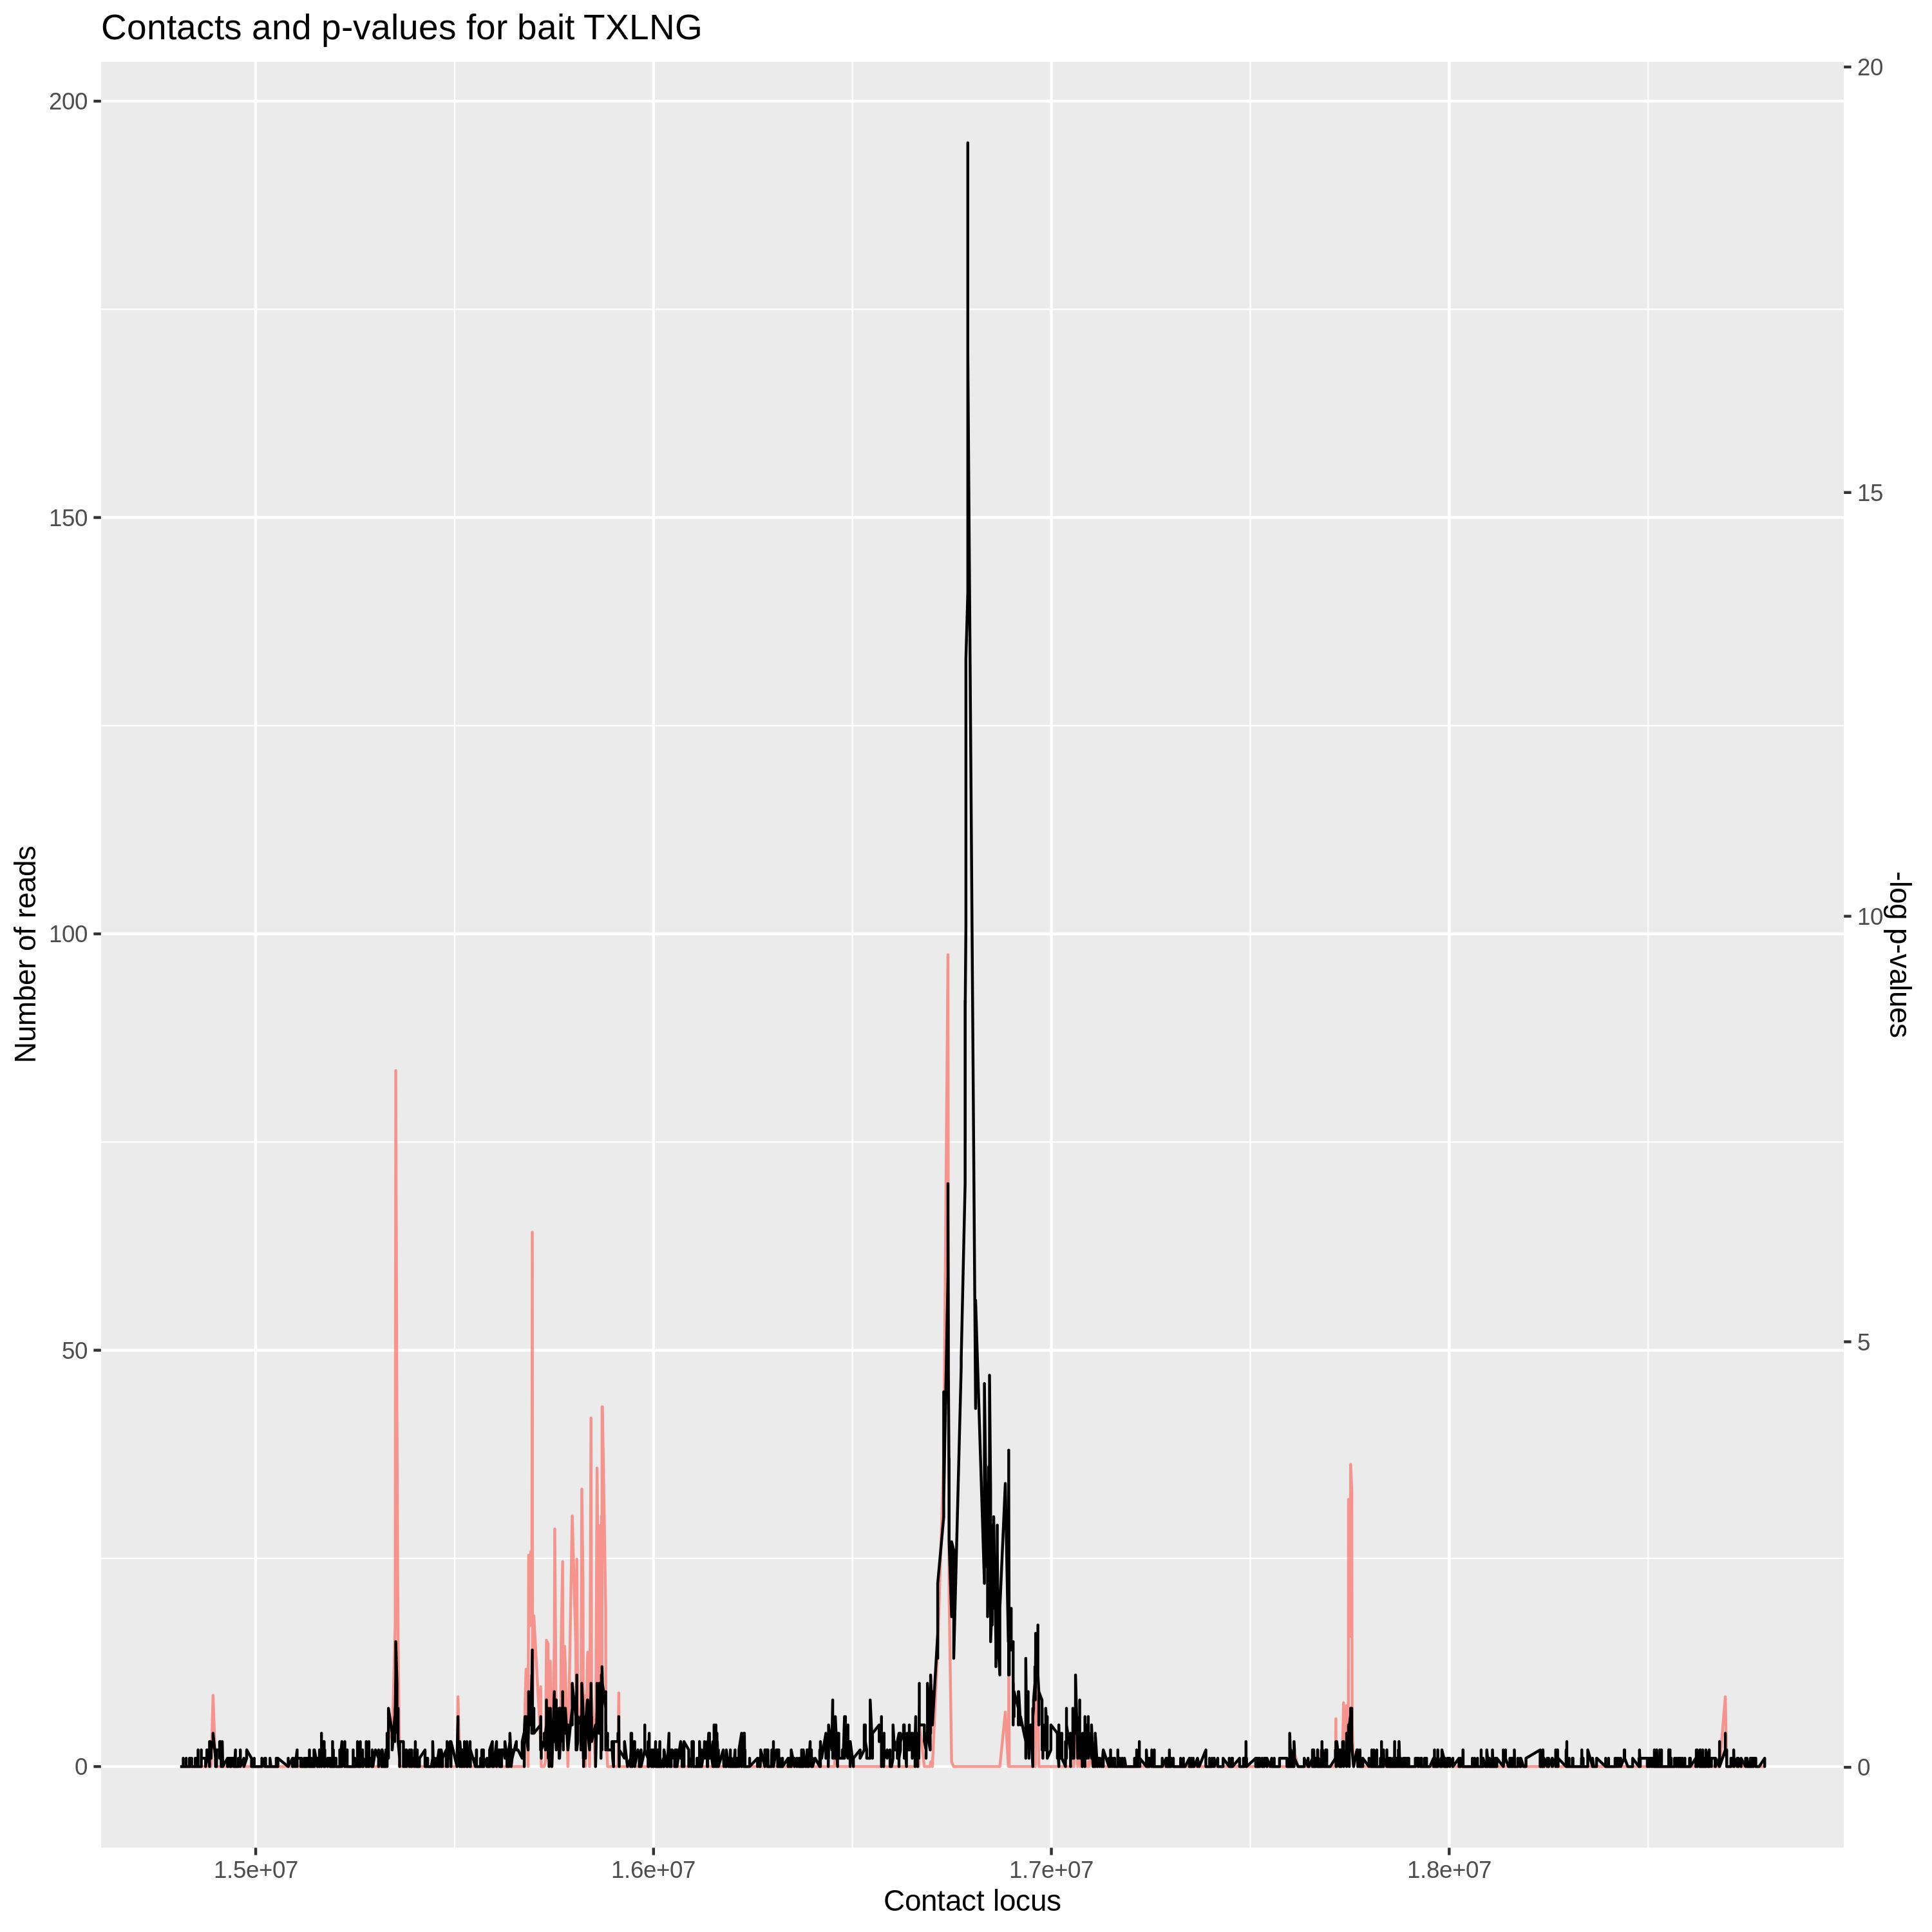 Contacts and p-values for bait TXLNG
200
150
100
50
0
Number of reads
20
15
10
5
0
-log p-values
1.5e+07
1.6e+07
1.7e+07
1.8e+07
Contact locus